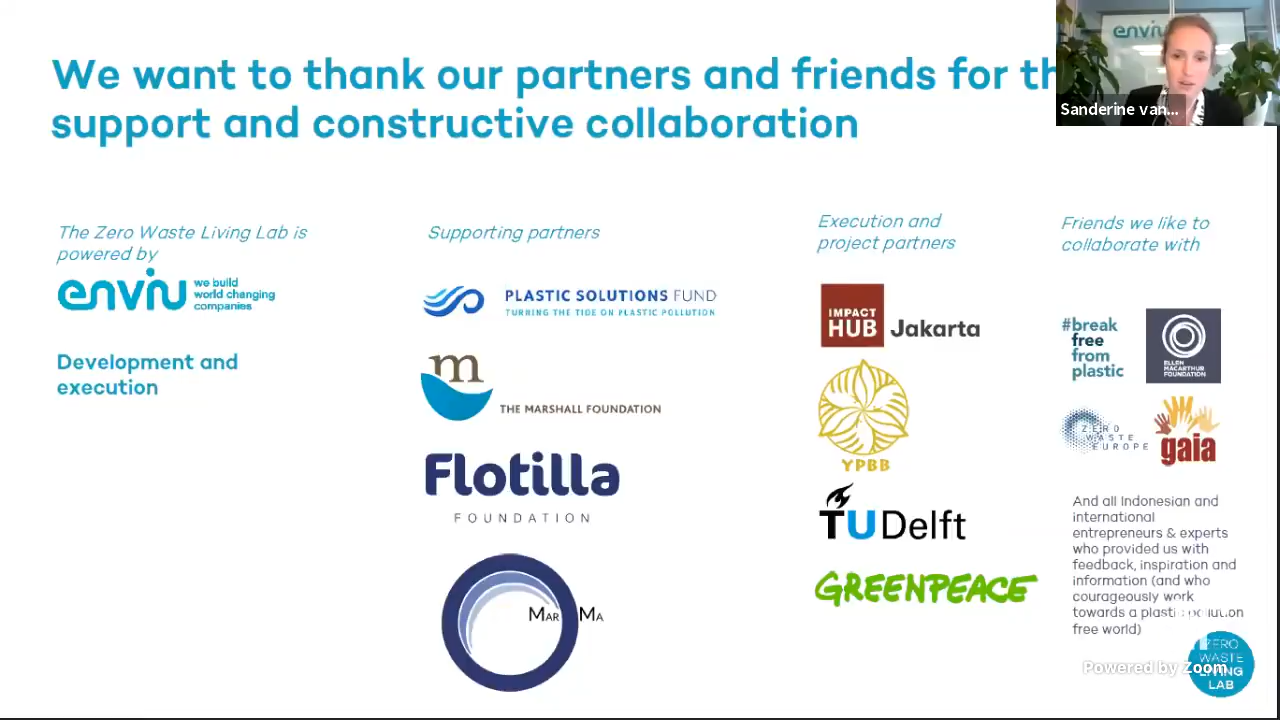 We want to thank our partners and friends for th
support and constructive collaboration
enviu
Sanderine van...
The Zero Waste Living Lab is
powered by
enviu
we build
world changing
companies
Development and
execution
Supporting partners
PLASTIC SOLUTIONS FUND
TURNING THE TIDE ON PLASTIC POLLUTION
m
THE MARSHALL FOUNDATION
Flotilla
FOUNDATION
MAR MA
Execution and
project partners
IMPACT
HUB Jakarta
YPBB
TU Delft
GREENPEACE
Friends we like to
collaborate with
#break
free
from
plastic
ELLEN
MACARTHUR
FOUNDATION
ZERO
WASTE
EUROPE
gaia
And all Indonesian and
international
entrepreneurs & experts
who provided us with
feedback, inspiration and
information (and who
courageously work
towards a plastic pollution
free world)
Powered by Zoom
ZERO
WASTE
LIVING
LAB